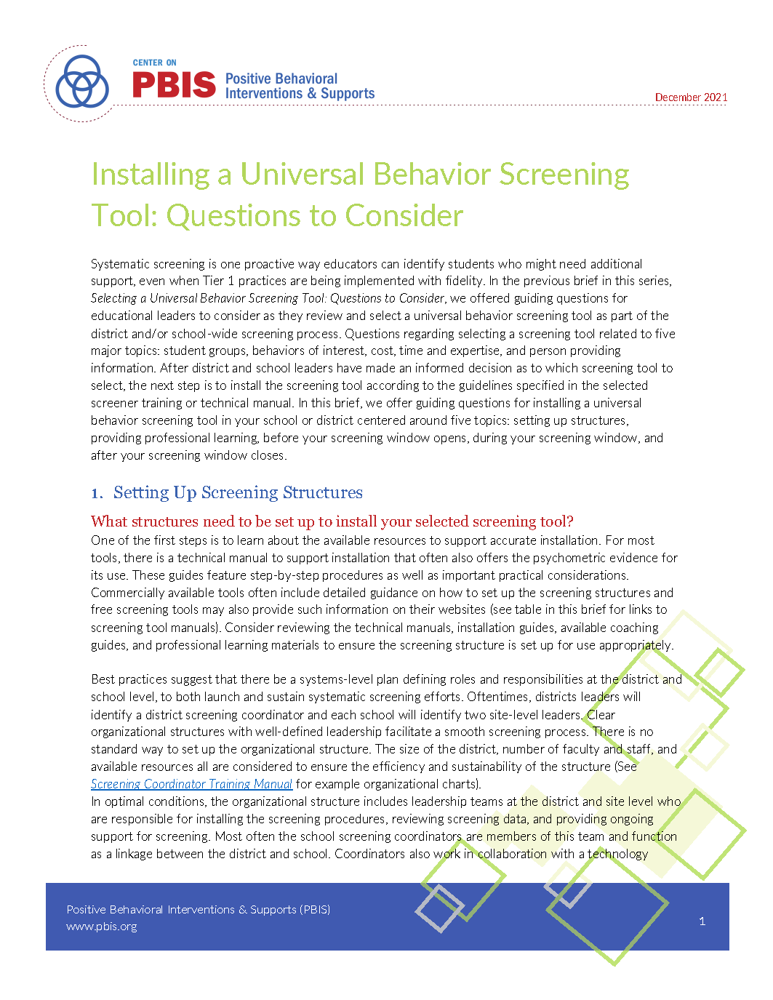 CENTER ON
PBIS
Positive Behavioral
Interventions & Supports
December 2021
Installing a Universal Behavior Screening
Tool: Questions to Consider
Systematic screening is one proactive way educators can identify students who might need additional
support, even when Tier 1 practices are being implemented with fidelity. In the previous brief in this series,
Selecting a Universal Behavior Screening Tool: Questions to Consider, we offered guiding questions for
educational leaders to consider as they review and select a universal behavior screening tool as part of the
district and/or school-wide screening process. Questions regarding selecting a screening tool related to five
major topics: student groups, behaviors of interest, cost, time and expertise, and person providing
information. After district and school leaders have made an informed decision as to which screening tool to
select, the next step is to install the screening tool according to the guidelines specified in the selected
screener training or technical manual. In this brief, we offer guiding questions for installing a universal
behavior screening tool in your school or district centered around five topics: setting up structures,
providing professional learning, before your screening window opens, during your screening window, and
after your screening window closes.
1. Setting Up Screening Structures
What structures need to be set up to install your selected screening tool?
One of the first steps is to learn about the available resources to support accurate installation. For most
tools, there is a technical manual to support installation that often also offers the psychometric evidence for
its use. These guides feature step-by-step procedures as well as important practical considerations.
Commercially available tools often include detailed guidance on how to set up the screening structures and
free screening tools may also provide such information on their websites (see table in this brief for links to
screening tool manuals). Consider reviewing the technical manuals, installation guides, available coaching
guides, and professional learning materials to ensure the screening structure is set up for use appropriately.
Best practices suggest that there be a systems-level plan defining roles and responsibilities at the district and
school level, to both launch and sustain systematic screening efforts. Oftentimes, districts leaders will
identify a district screening coordinator and each school will identify two site-level leaders. Clear
organizational structures with well-defined leadership facilitate a smooth screening process. There is no
standard way to set up the organizational structure. The size of the district, number of faculty and staff, and
available resources all are considered to ensure the efficiency and sustainability of the structure (See
Screening Coordinator Training Manual for example organizational charts).
In optimal conditions, the organizational structure includes leadership teams at the district and site level who
are responsible for installing the screening procedures, reviewing screening data, and providing ongoing
support for screening. Most often the school screening coordinators are members of this team and function
as a linkage between the district and school. Coordinators also work in collaboration with a technology
Positive Behavioral Interventions & Supports (PBIS)
www.pbis.org
1